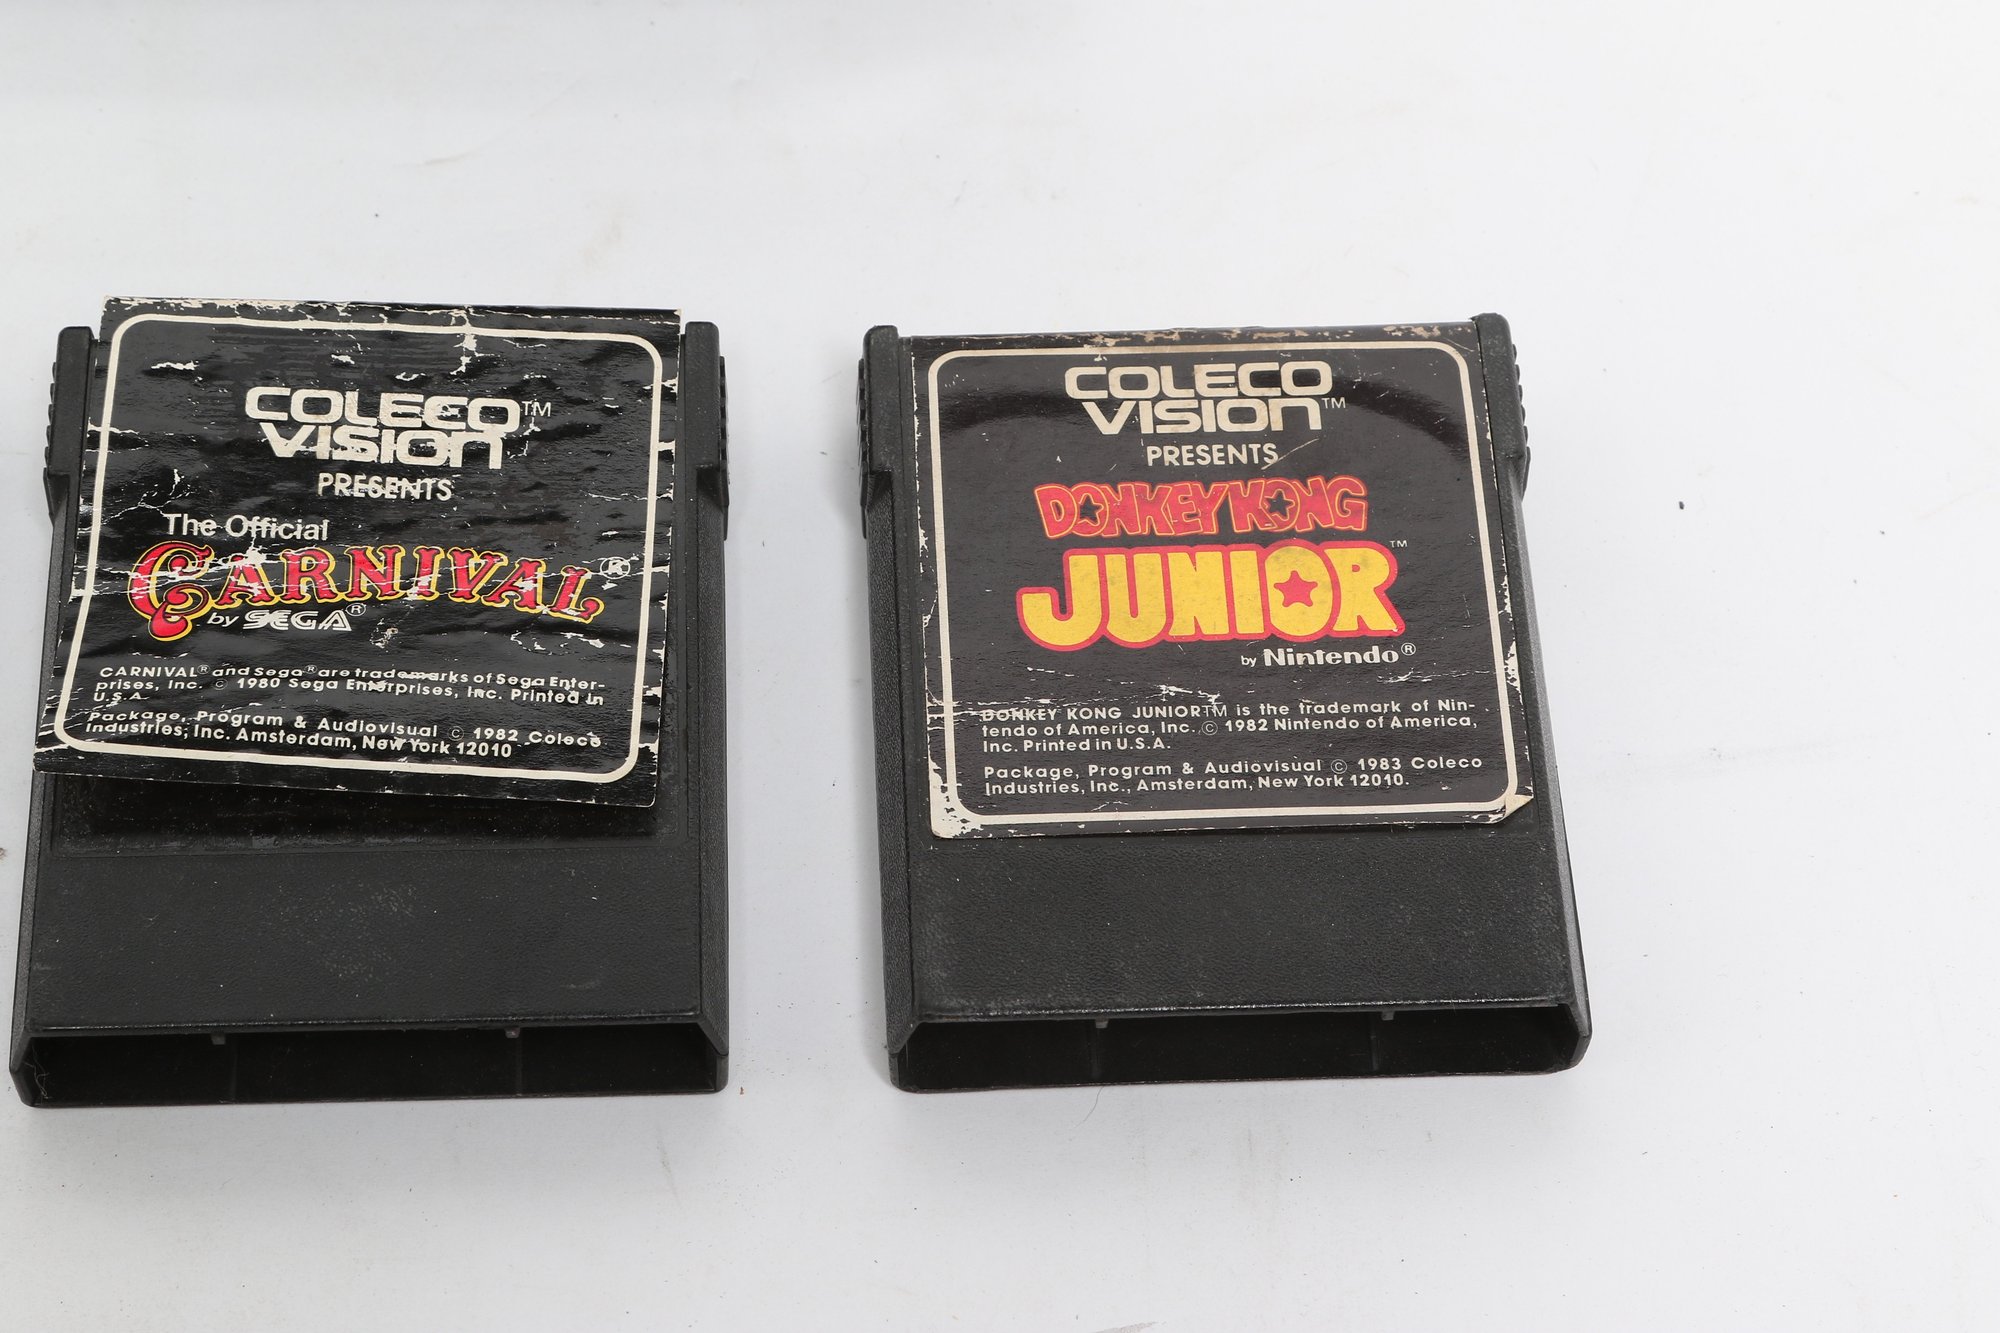 COLECO™
VISION
PRESENTS
The Official
CARNIVAL®
by SEGA®
CARNIVAL® and Sega® are trademarks of Sega Enter-
prises, Inc. © 1980 Sega Enterprises, Inc. Printed in
U.S.A.
Package, Program & Audiovisual © 1982 Coleco
Industries, Inc. Amsterdam, New York 12010
COLECO
VISION™
PRESENTS
DONKEY KONG
JUNIOR™
by Nintendo®
DONKEY KONG JUNIOR™ is the trademark of Nin-
tendo of America, Inc. © 1982 Nintendo of America,
Inc. Printed in U.S.A.
Package, Program & Audiovisual © 1983 Coleco
Industries, Inc., Amsterdam, New York 12010.